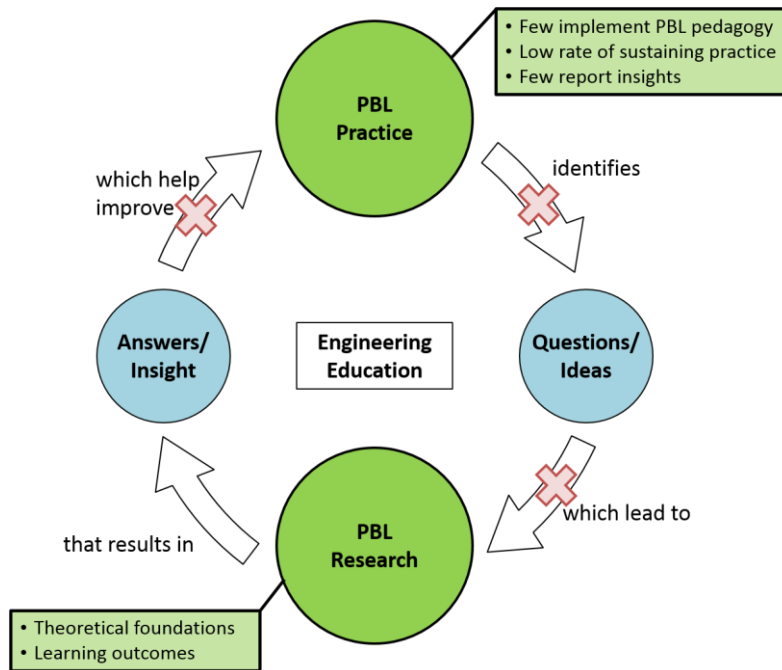 • Few implement PBL pedagogy
• Low rate of sustaining practice
• Few report insights
PBL
Practice
which help
improve
identifies
Answers/
Insight
Engineering
Education
Questions/
Ideas
that results in
PBL
Research
which lead to
• Theoretical foundations
• Learning outcomes